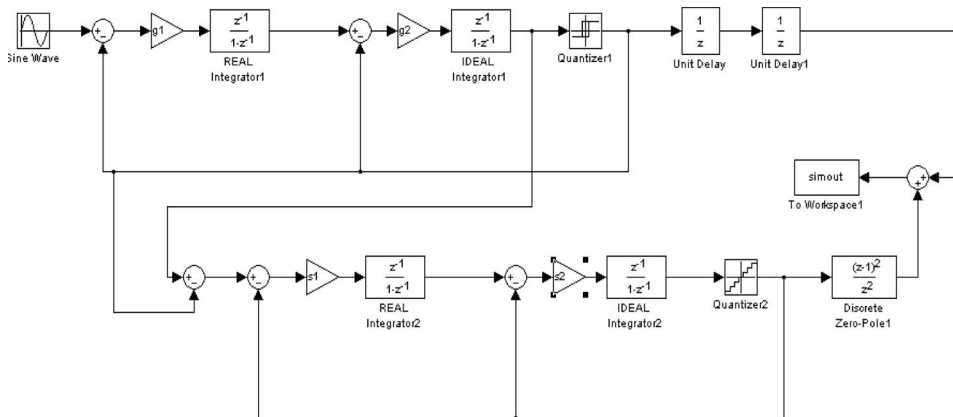 g1
z-1
1-z-1
g2
z-1
1-z-1
1
z
1
z
Sine Wave
REAL
Integrator1
IDEAL
Integrator1
Quantizer1
Unit Delay
Unit Delay1
simout
To Workspace1
s1
z-1
1-z-1
s2
z-1
1-z-1
(z-1)2
z2
REAL
Integrator2
IDEAL
Integrator2
Quantizer2
Discrete
Zero-Pole1